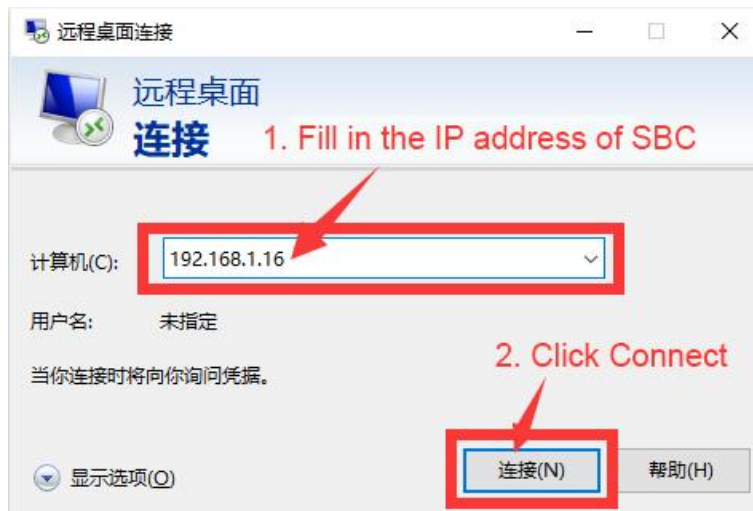 远程桌面连接
远程桌面
连接
1. Fill in the IP address of SBC
计算机(C):
192.168.1.16
用户名:
未指定
2. Click Connect
当你连接时将向你询问凭据。
显示选项(O)
连接(N)
帮助(H)